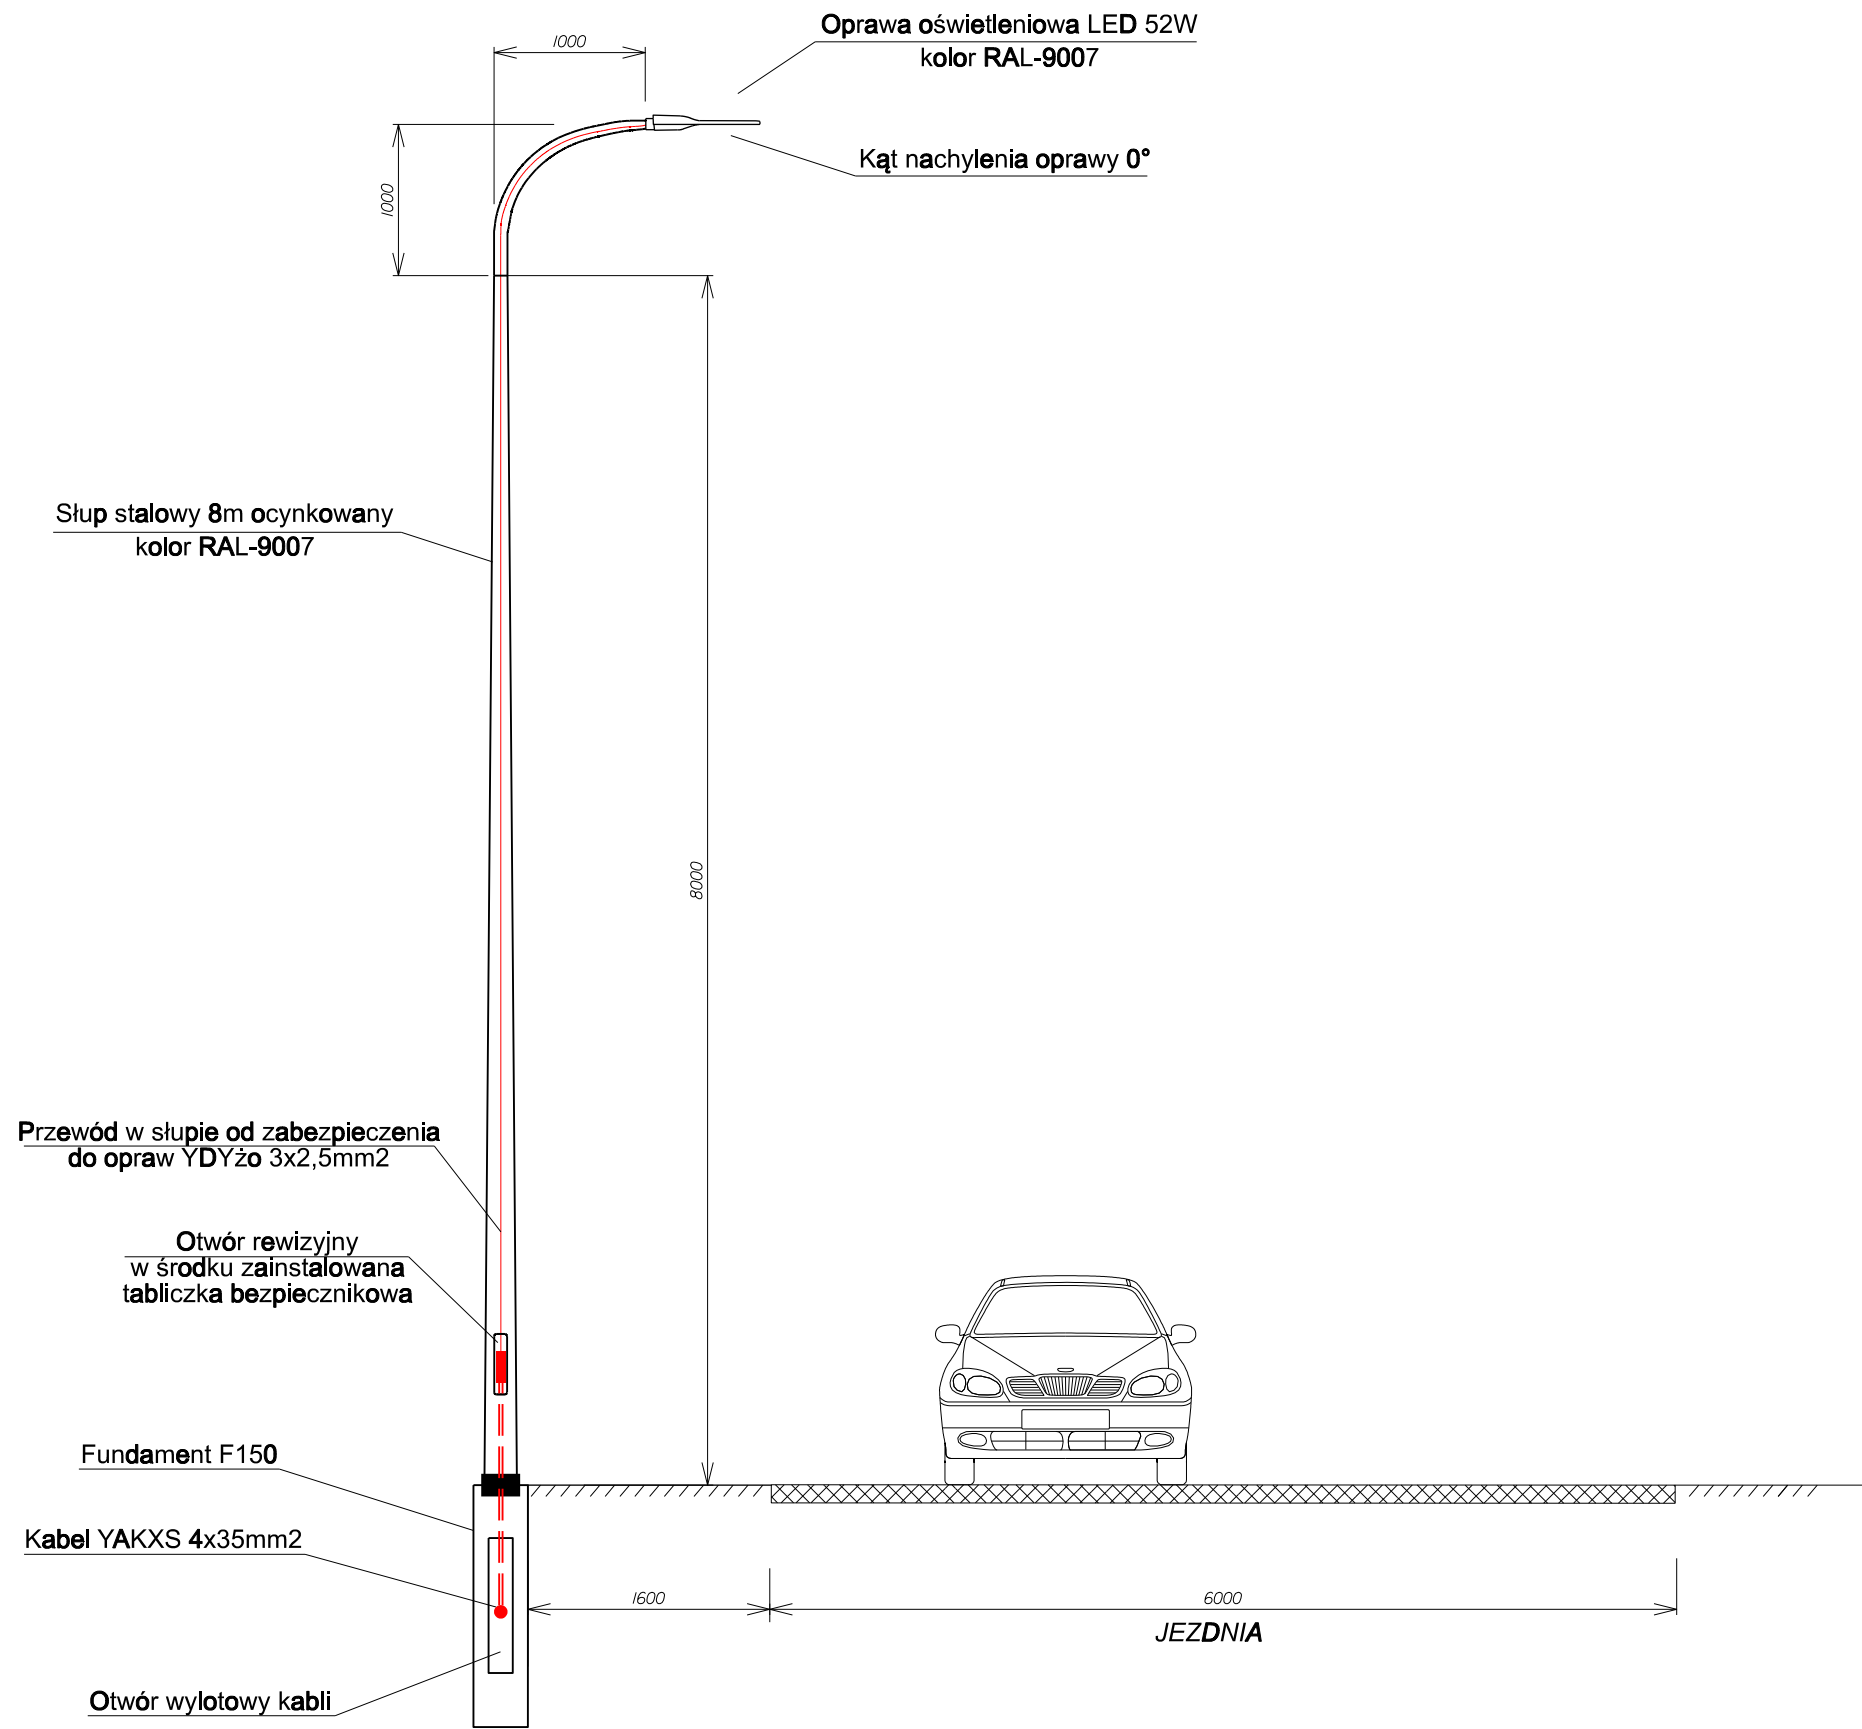 1000
Oprawa oświetleniowa LED 52W
kolor RAL-9007
Kąt nachylenia oprawy 0°
1000
Słup stalowy 8m ocynkowany
kolor RAL-9007
8000
Przewód w słupie od zabezpieczenia
do opraw YDYżo 3x2,5mm2
Otwór rewizyjny
w środku zainstalowana
tabliczka bezpiecznikowa
Fundament F150
Kabel YAKXS 4x35mm2
1600
6000
JEZDNIA
Otwór wylotowy kabli